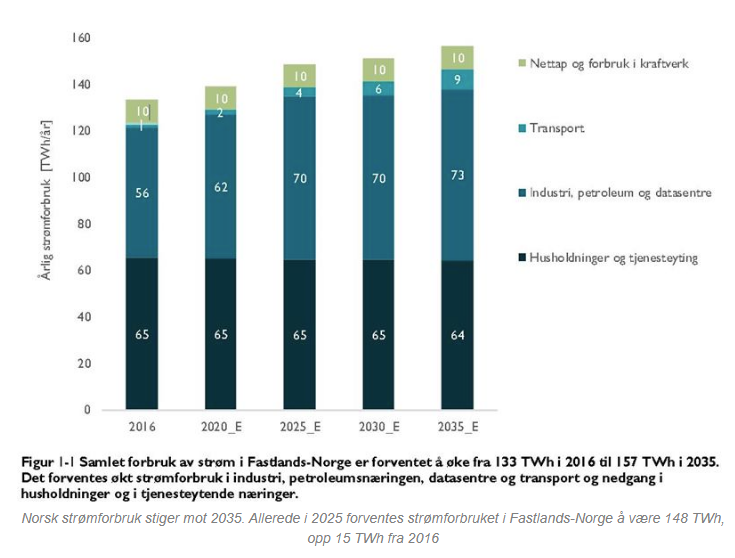 160
140
120
100
80
60
40
20
0
Årlig strømforbruk [TWh/år]
10
1
56
65
10
2
62
65
10
4
70
65
10
6
70
65
10
9
73
64
2016
2020_E
2025_E
2030_E
2035_E
Nettap og forbruk i kraftverk
Transport
Industri, petroleum og datasentre
Husholdninger og tjenesteyting
Figur 1-1 Samlet forbruk av strøm i Fastlands-Norge er forventet å øke fra 133 TWh i 2016 til 157 TWh i 2035.
Det forventes økt strømforbruk i industri, petroleumsnæringen, datasentre og transport og nedgang i
husholdninger og i tjenesteytende næringer.
Norsk strømforbruk stiger mot 2035. Allerede i 2025 forventes strømforbruket i Fastlands-Norge å være 148 TWh,
opp 15 TWh fra 2016